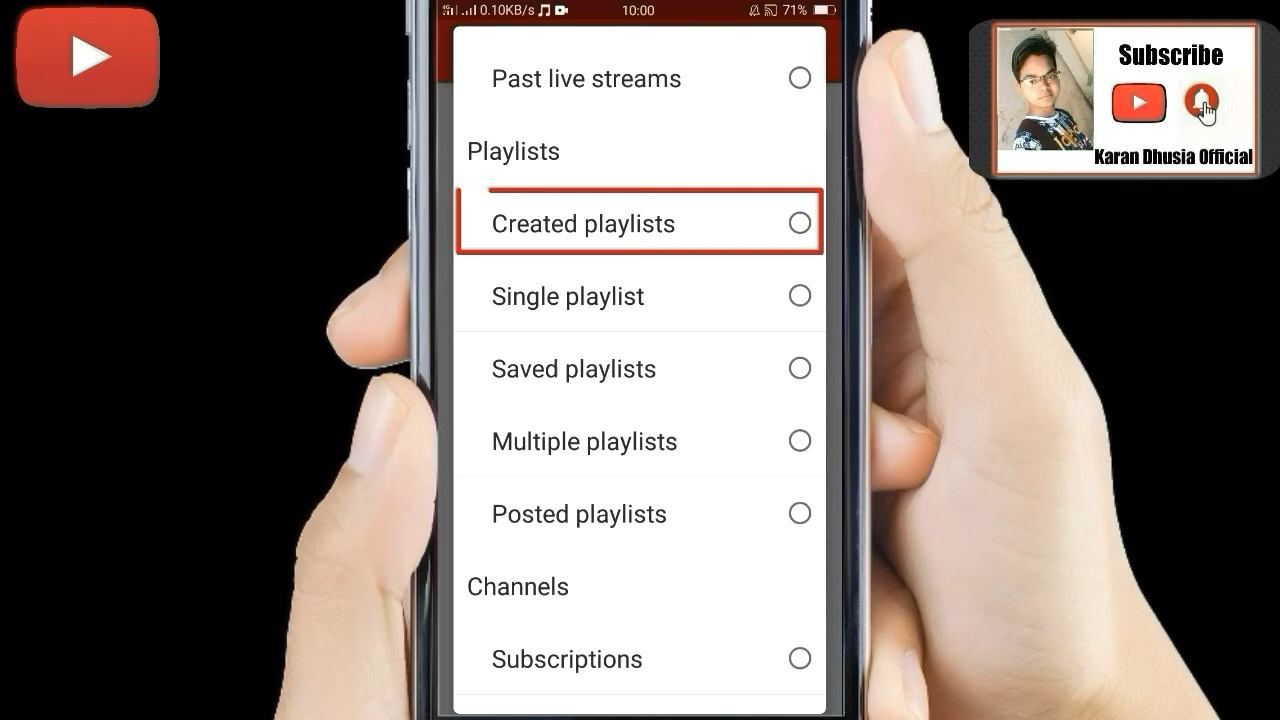 0.10KB/s
10:00
71%
Past live streams
Playlists
Created playlists
Single playlist
Saved playlists
Multiple playlists
Posted playlists
Channels
Subscriptions
Subscribe
Karan Dhusia Official